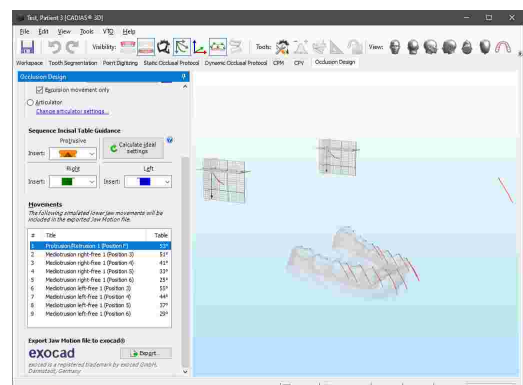 Test, Patient 3 [CADIAS® 3D]
File Edit View Tools VTO Help
Visibility:
Tools:
View:
Workspace Tooth Segmentation Point Digitizing Static Occlusal Protocol Dynamic Occlusal Protocol CPM CPV Occlusion Design
Occlusion Design
Excursion movement only
Articulator
Change articulator settings...
Sequence Incisal Table Guidance
Protrusive
Insert:
Calculate ideal
settings
Right
Left
Insert:
Insert:
Movements
The following simulated lower jaw movements will be
included in the exported Jaw Motion file.
# Title Table
1 Protrusion/Retrusion 1 (Position F) 53°
2 Mediotrusion right-free 1 (Position 3) 51°
3 Mediotrusion right-free 1 (Position 4) 41°
4 Mediotrusion right-free 1 (Position 5) 33°
5 Mediotrusion right-free 1 (Position 6) 25°
6 Mediotrusion left-free 1 (Position 3) 55°
7 Mediotrusion left-free 1 (Position 4) 44°
8 Mediotrusion left-free 1 (Position 5) 37°
9 Mediotrusion left-free 1 (Position 6) 29°
Export Jaw Motion file to exocad®
exocad
Export...
exocad is a registered trademark by exocad GmbH,
Darmstadt, Germany